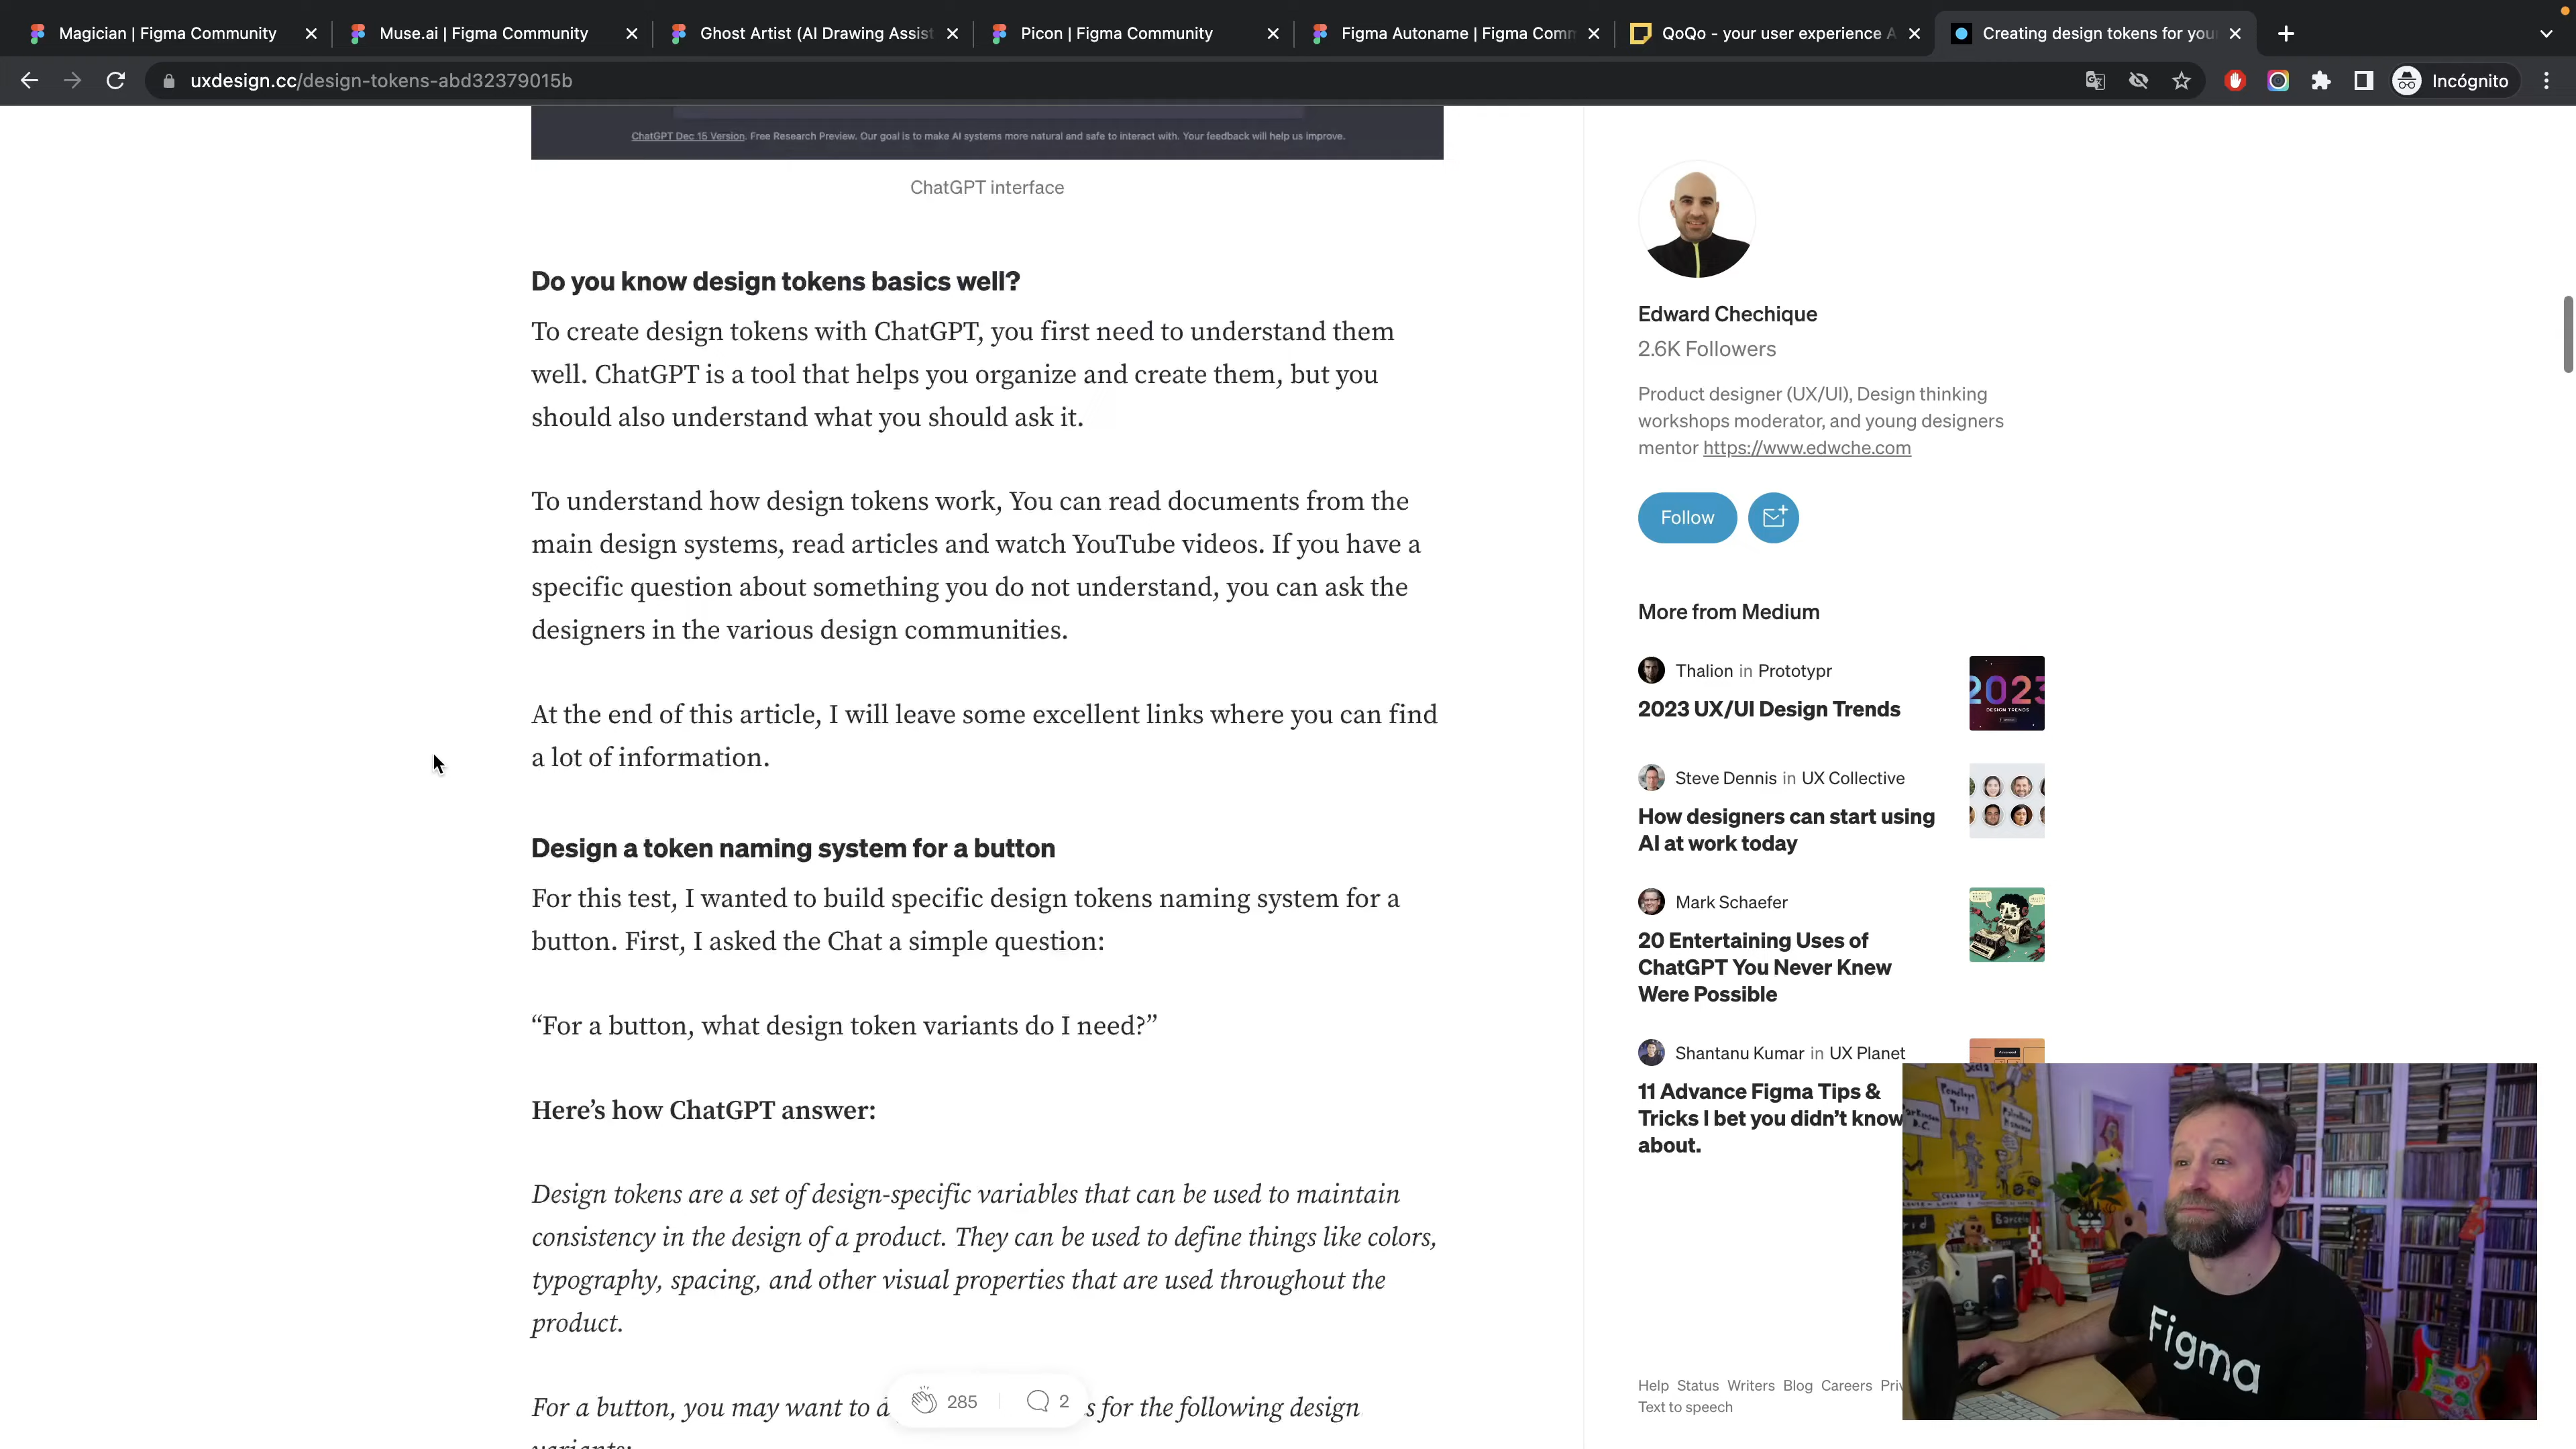 Magician | Figma Community
Muse.ai | Figma Community
Ghost Artist (AI Drawing Assist
Picon | Figma Community
Figma Autoname | Figma Comm
QoQo - your user experience A
Creating design tokens for you
uxdesign.cc/design-tokens-abd32379015b
Incógnito
ChatGPT Dec 15 Version. Free Research Preview. Our goal is to make AI systems more natural and safe to interact with. Your feedback will help us improve.
ChatGPT interface
Do you know design tokens basics well?
To create design tokens with ChatGPT, you first need to understand them
well. ChatGPT is a tool that helps you organize and create them, but you
should also understand what you should ask it.
To understand how design tokens work, You can read documents from the
main design systems, read articles and watch YouTube videos. If you have a
specific question about something you do not understand, you can ask the
designers in the various design communities.
At the end of this article, I will leave some excellent links where you can find
a lot of information.
Design a token naming system for a button
For this test, I wanted to build specific design tokens naming system for a
button. First, I asked the Chat a simple question:
“For a button, what design token variants do I need?”
Here’s how ChatGPT answer:
Design tokens are a set of design-specific variables that can be used to maintain
consistency in the design of a product. They can be used to define things like colors,
typography, spacing, and other visual properties that are used throughout the
product.
For a button, you may want to d s for the following design
variants:
285
2
Edward Chechique
2.6K Followers
Product designer (UX/UI), Design thinking
workshops moderator, and young designers
mentor https://www.edwche.com
Follow
More from Medium
Thalion in Prototypr
2023 UX/UI Design Trends
2023
DESIGN TRENDS
Steve Dennis in UX Collective
How designers can start using
AI at work today
Mark Schaefer
20 Entertaining Uses of
ChatGPT You Never Knew
Were Possible
Shantanu Kumar in UX Planet
11 Advance Figma Tips &
Tricks I bet you didn’t know
about.
Help Status Writers Blog Careers Priv
Text to speech
Figma